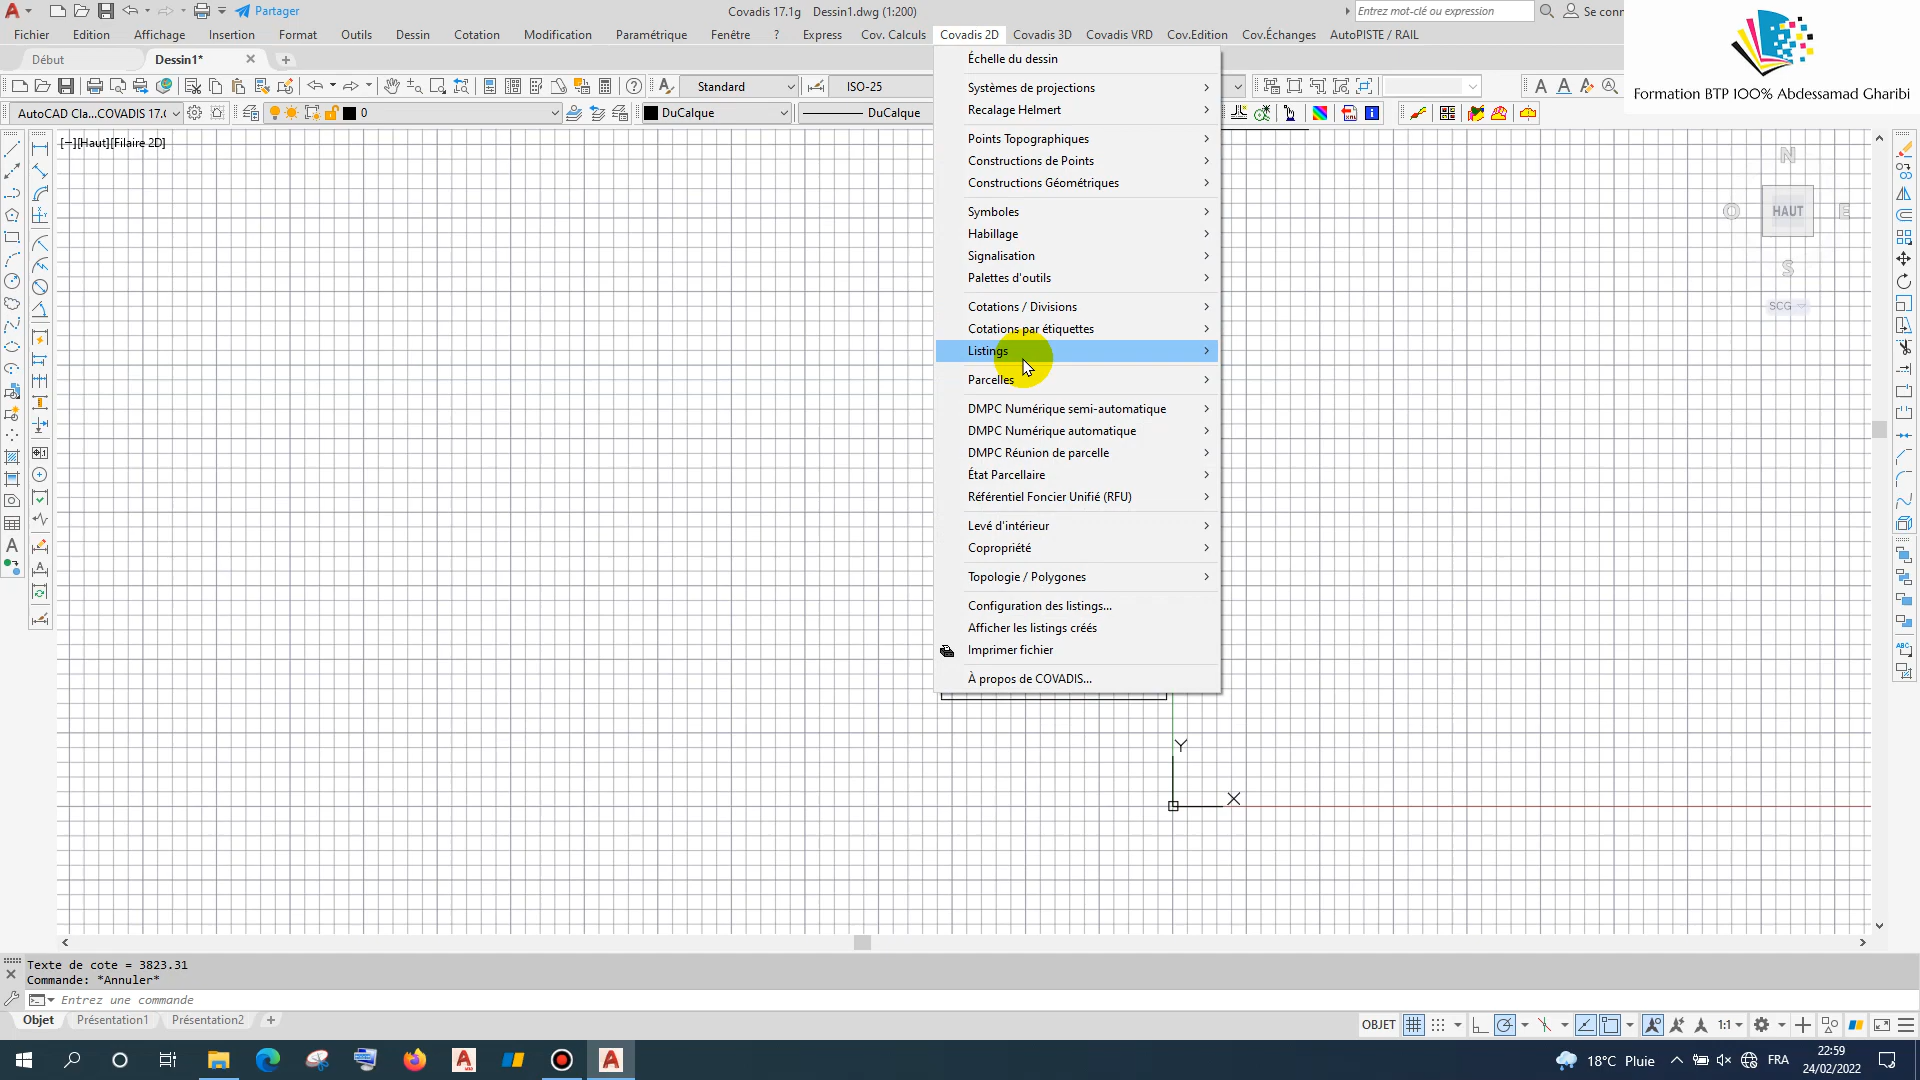 Partager
Covadis 17.1g Dessin1.dwg (1:200)
Entrez mot-clé ou expression
Se conn
Fichier Edition Affichage Insertion Format Outils Dessin Cotation Modification Paramétrique Fenêtre ? Express Cov. Calculs Covadis 2D Covadis 3D Covadis VRD Cov.Edition Cov.Échanges AutoPISTE / RAIL
Début Dessin1*
Standard
ISO-25
Formation BTP 100% Abdessamad Gharibi
AutoCAD Cla...COVADIS 17.(
0
DuCalque
DuCalque
[−][Haut][Filaire 2D]
Échelle du dessin
Systèmes de projections
Recalage Helmert
Points Topographiques
Constructions de Points
Constructions Géométriques
Symboles
Habillage
Signalisation
Palettes d'outils
Cotations / Divisions
Cotations par étiquettes
Listings
Parcelles
DMPC Numérique semi-automatique
DMPC Numérique automatique
DMPC Réunion de parcelle
État Parcellaire
Référentiel Foncier Unifié (RFU)
Levé d'intérieur
Copropriété
Topologie / Polygones
Configuration des listings...
Afficher les listings créés
Imprimer fichier
À propos de COVADIS...
N
O
HAUT
E
S
SCG
Y
X
Texte de cote = 3823.31
Commande: *Annuler*
Entrez une commande
Objet Présentation1 Présentation2
OBJET
1:1
18°C Pluie
FRA
22:59
24/02/2022